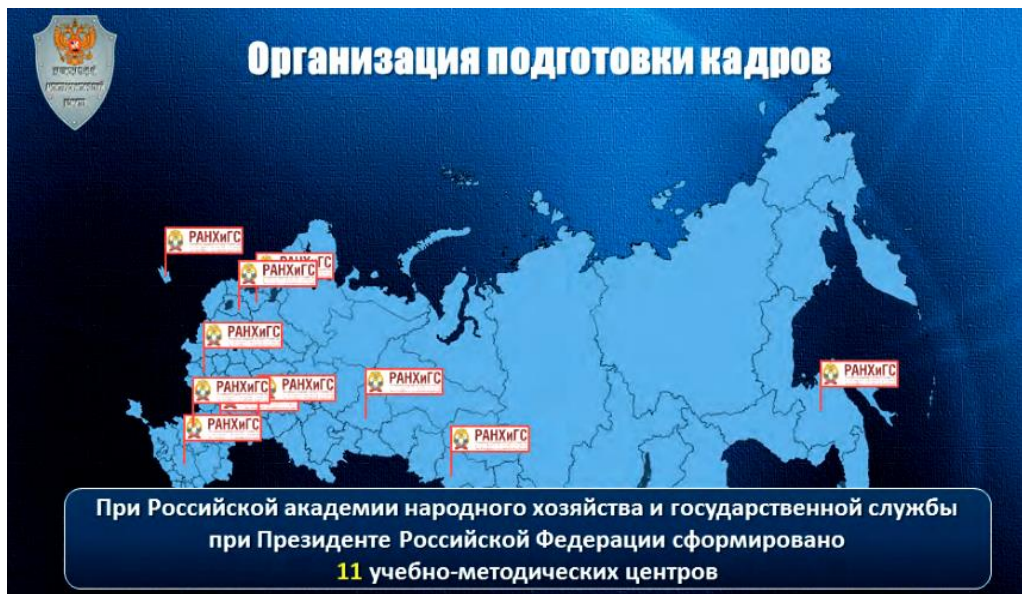 Организация подготовки кадров
РАНХиГС
РАНХиГС
РАНХиГС
РАНХиГС
РАНХиГС
РАНХиГС
РАНХиГС
РАНХиГС
РАНХиГС
РАНХиГС
При Российской академии народного хозяйства и государственной службы
при Президенте Российской Федерации сформировано
11 учебно-методических центров